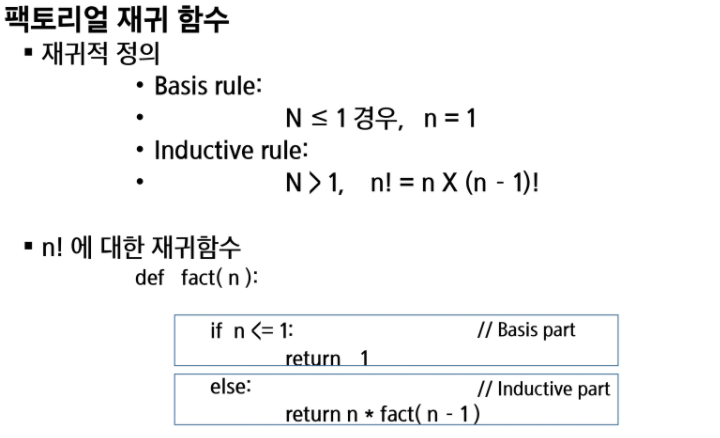 팩토리얼 재귀 함수
▪ 재귀적 정의
• Basis rule:
• N ≤ 1 경우, n = 1
• Inductive rule:
• N > 1, n! = n X (n - 1)!
▪ n! 에 대한 재귀함수
def fact( n ):
if n <= 1: // Basis part
return 1
else: // Inductive part
return n * fact( n - 1 )